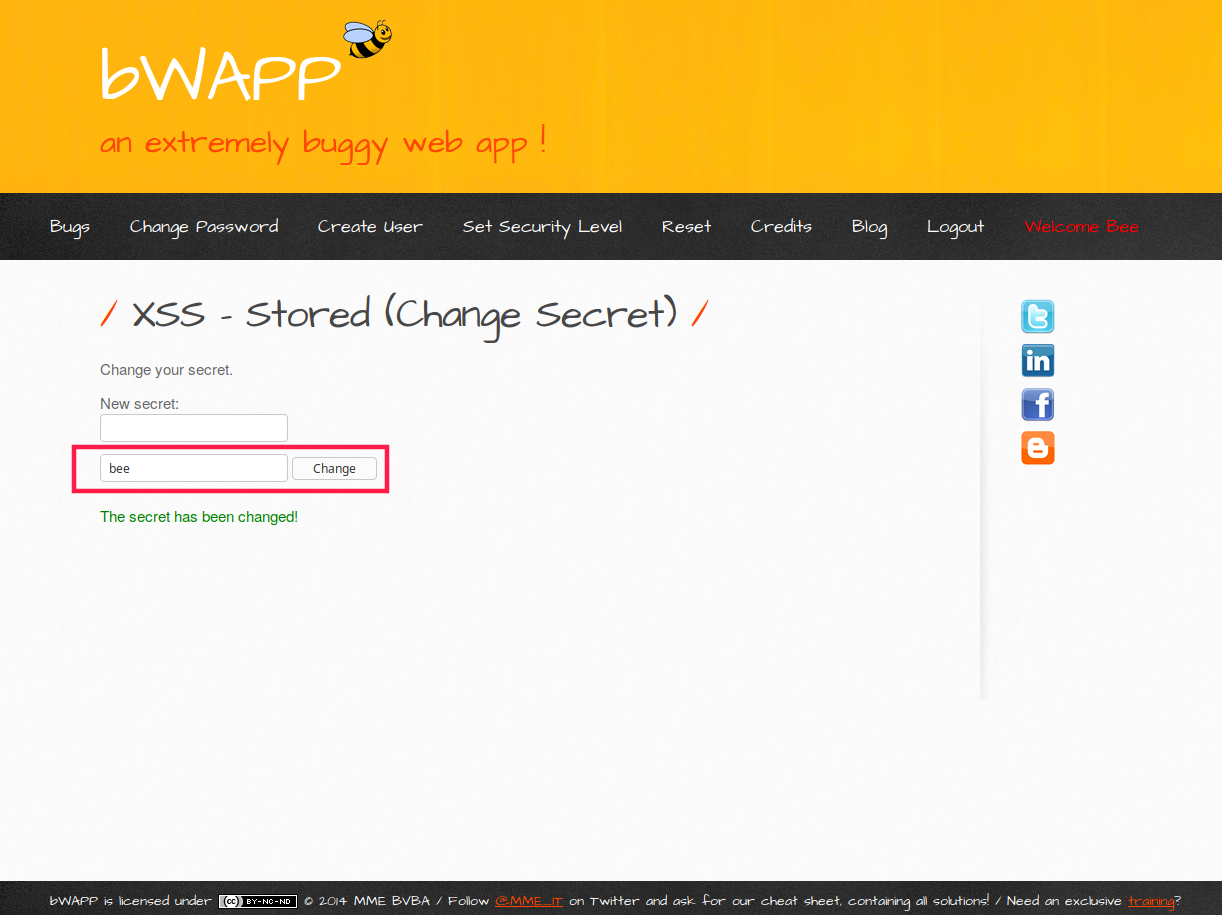 bWAPP
an extremely buggy web app !
Bugs Change Password Create User Set Security Level Reset Credits Blog Logout Welcome Bee
/ XSS - Stored (Change Secret) /
Change your secret.
New secret:
bee Change
The secret has been changed!
bWAPP is licensed under (cc) BY-NC-ND © 2014 MME BVBA / Follow @MME_IT on Twitter and ask for our cheat sheet, containing all solutions! / Need an exclusive training?